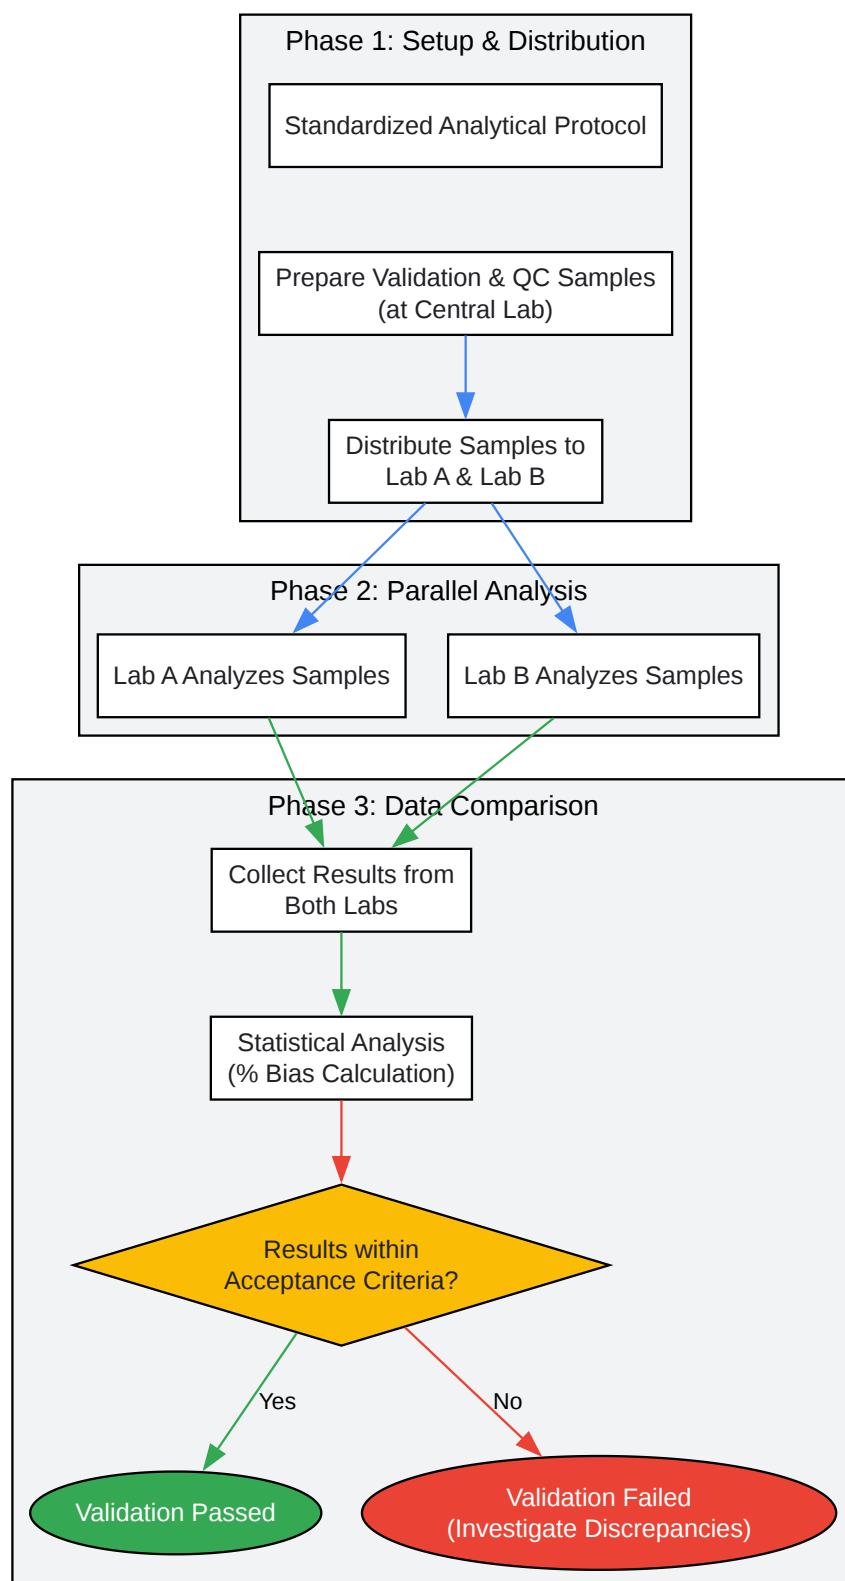 Phase 1: Setup & Distribution
Standardized Analytical Protocol
Prepare Validation & QC Samples
(at Central Lab)
Distribute Samples to
Lab A & Lab B
Phase 2: Parallel Analysis
Lab A Analyzes Samples
Lab B Analyzes Samples
Phase 3: Data Comparison
Collect Results from
Both Labs
Statistical Analysis
(% Bias Calculation)
Results within
Acceptance Criteria?
Yes
No
Validation Passed
Validation Failed
(Investigate Discrepancies)